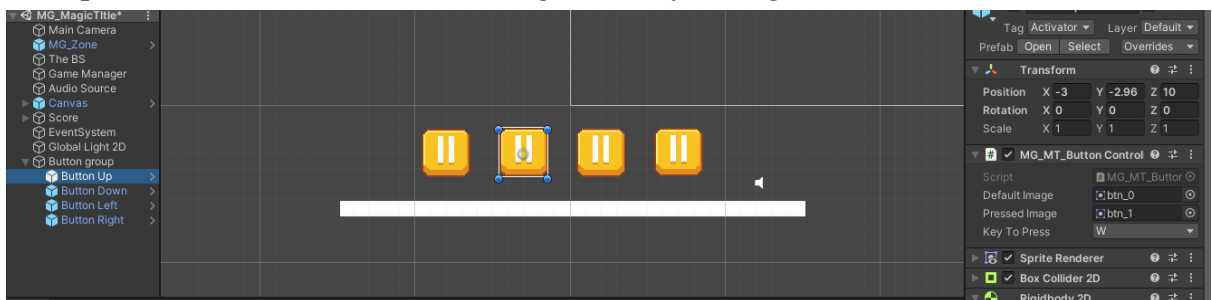 MG_MagicTItle*
Main Camera
MG_Zone
The BS
Game Manager
Audio Source
Canvas
Score
EventSystem
Global Light 2D
Button group
Button Up
Button Down
Button Left
Button Right
Tag Activator Layer Default
Prefab Open Select Overrides
Transform
Position X -3 Y -2.96 Z 10
Rotation X 0 Y 0 Z 0
Scale X 1 Y 1 Z 1
# MG_MT_Button Control
Script MG_MT_Buttor
Default Image btn_0
Pressed Image btn_1
Key To Press W
Sprite Renderer
Box Collider 2D
Rigidbody 2D